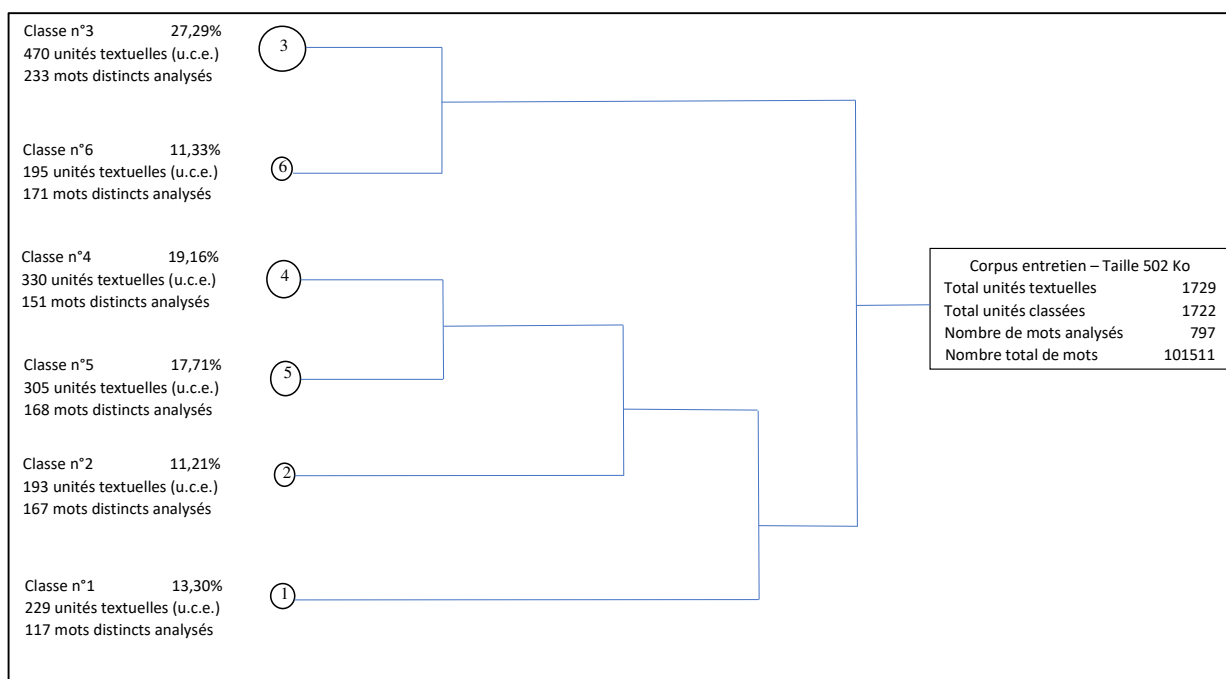 Classe n°3 27,29%
470 unités textuelles (u.c.e.)
233 mots distincts analysés
3
Classe n°6 11,33%
195 unités textuelles (u.c.e.)
171 mots distincts analysés
6
Classe n°4 19,16%
330 unités textuelles (u.c.e.)
151 mots distincts analysés
4
Classe n°5 17,71%
305 unités textuelles (u.c.e.)
168 mots distincts analysés
5
Classe n°2 11,21%
193 unités textuelles (u.c.e.)
167 mots distincts analysés
2
Classe n°1 13,30%
229 unités textuelles (u.c.e.)
117 mots distincts analysés
1
Corpus entretien – Taille 502 Ko
Total unités textuelles 1729
Total unités classées 1722
Nombre de mots analysés 797
Nombre total de mots 101511